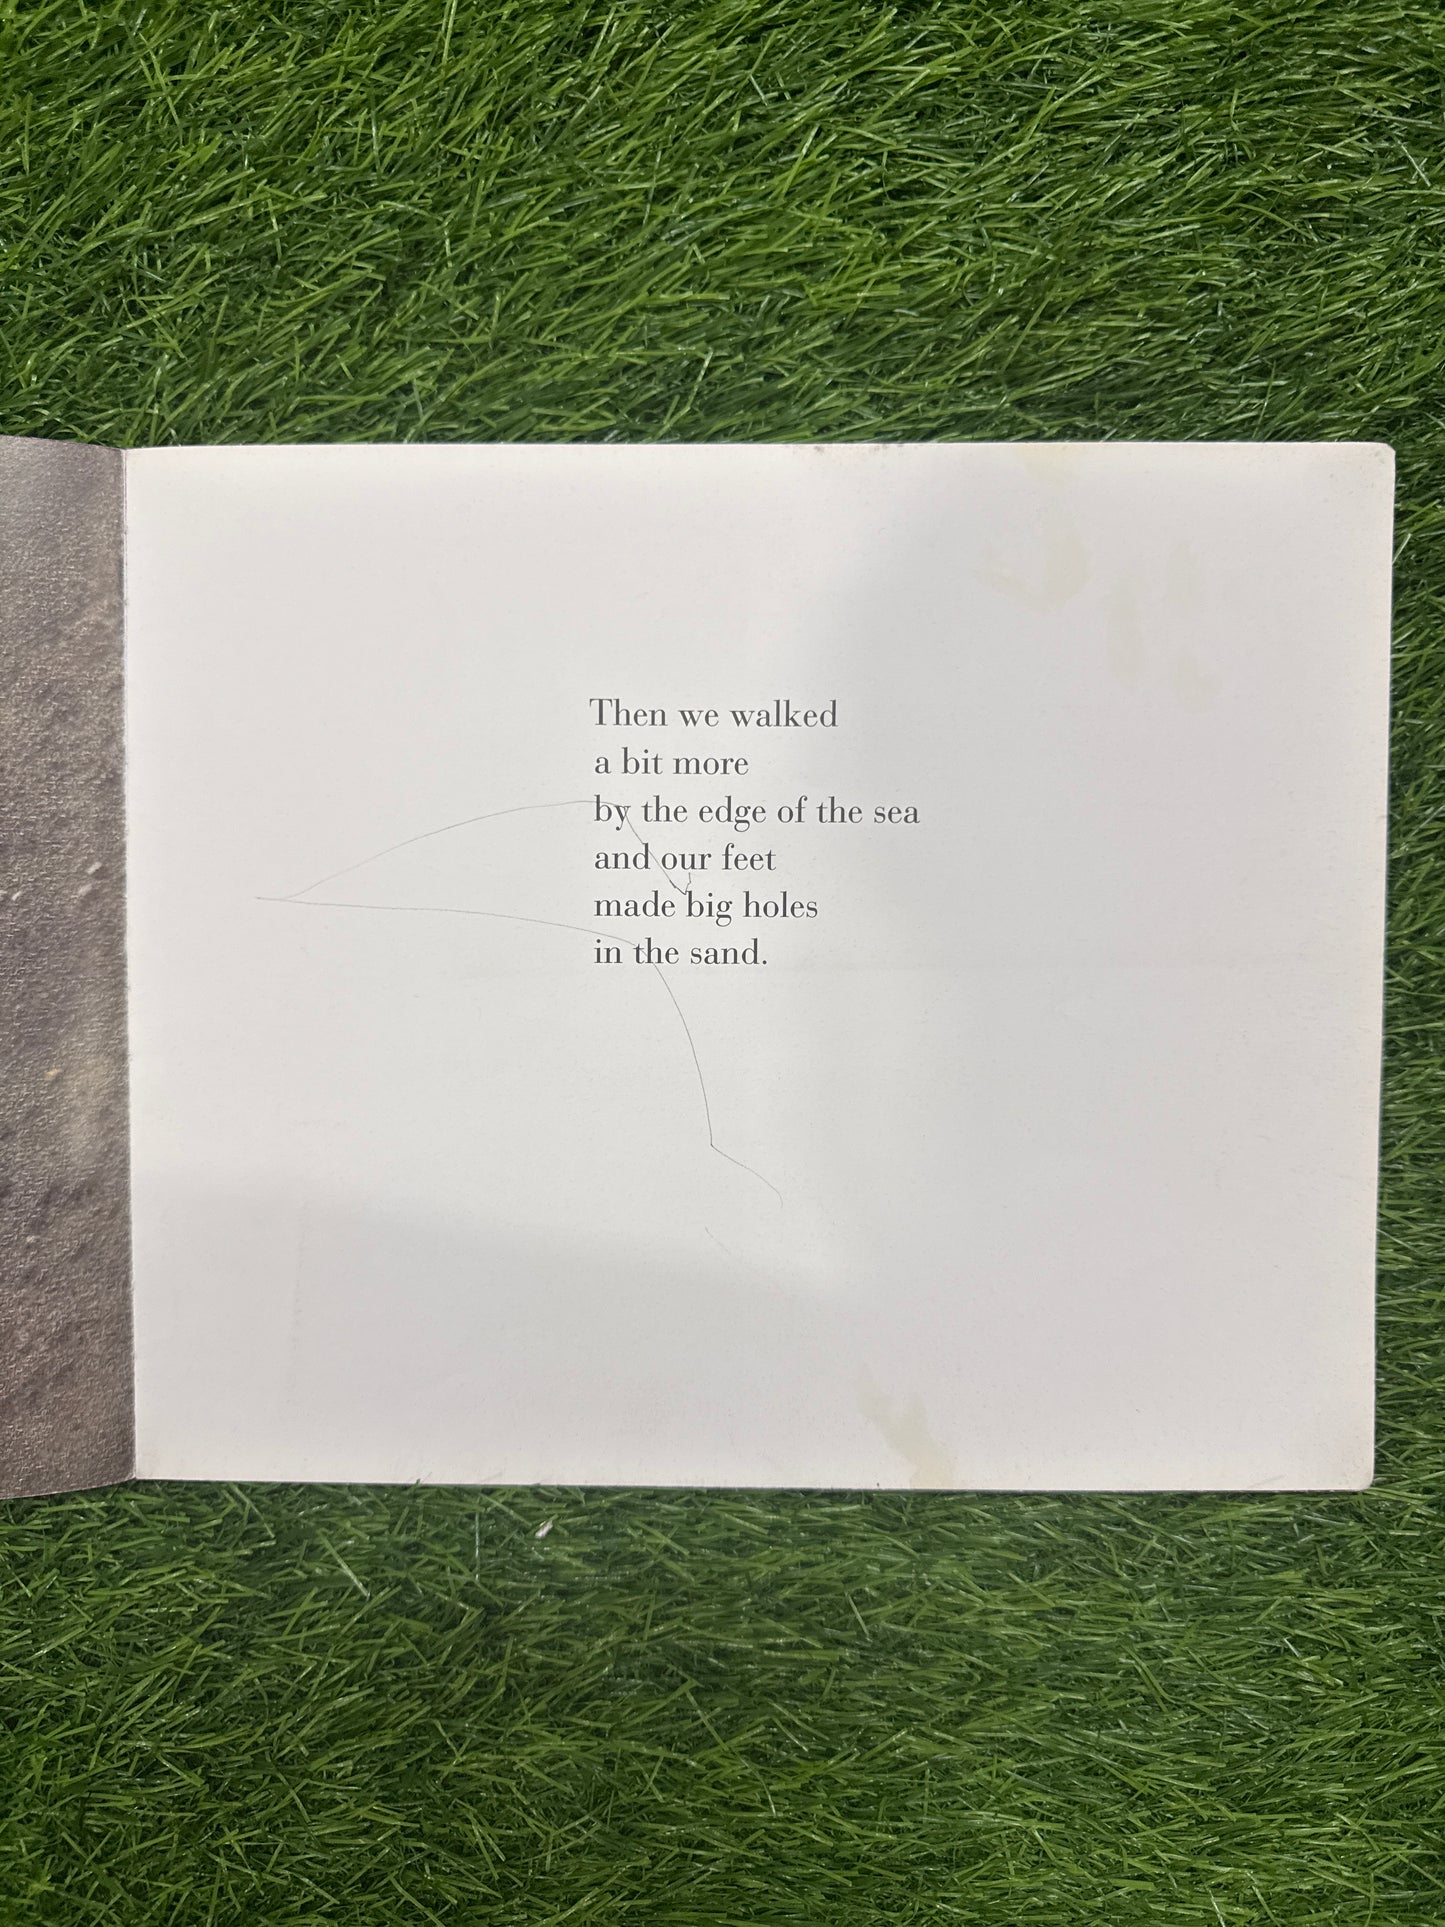 Then we walked
a bit more
by the edge of the sea
and our feet
made big holes
in the sand.